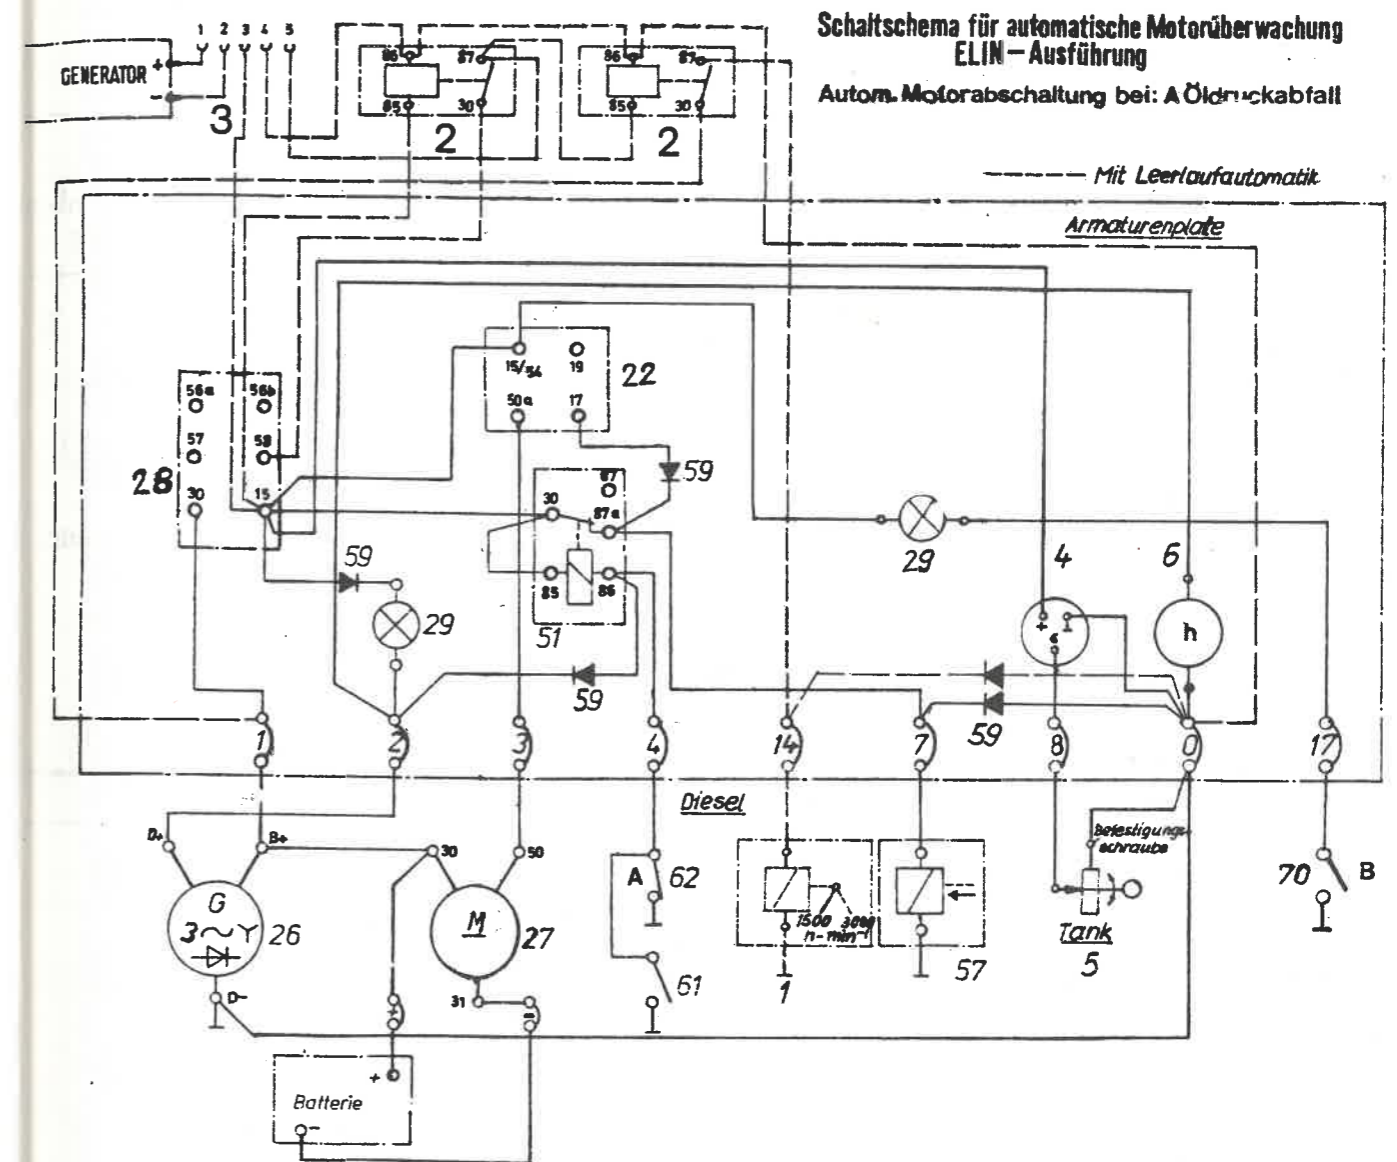 Schaltschema für automatische Motorüberwachung
ELIN-Ausführung
Autom. Motorabschaltung bei: A Öldruckabfall
1 2 3 4 5
GENERATOR +
-
3
86 87
85 30
2
86 87
85 30
2
Mit Leerlaufautomatik
Armaturenplatte
15/54 19
50a 17
22
56a 56b
57 58
30 15
28
59
87
30
87a
85 86
51
59
29
59
29
4
6
+
h
59
1 2 3 4 14 7 8 0 17
Diesel
D+ B+
30 50
G
3~Y
26
D-
M
27
31
A 62
61
1500 3000
n-min⁻¹
1
57
Befestigungs-
schraube
Tank
5
70 B
+
-
+
Batterie
-